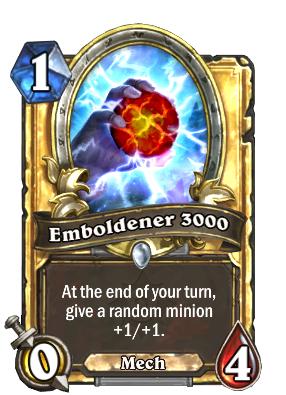 1
Emboldener 3000
At the end of your turn,
give a random minion
+1/+1.
0
Mech
4